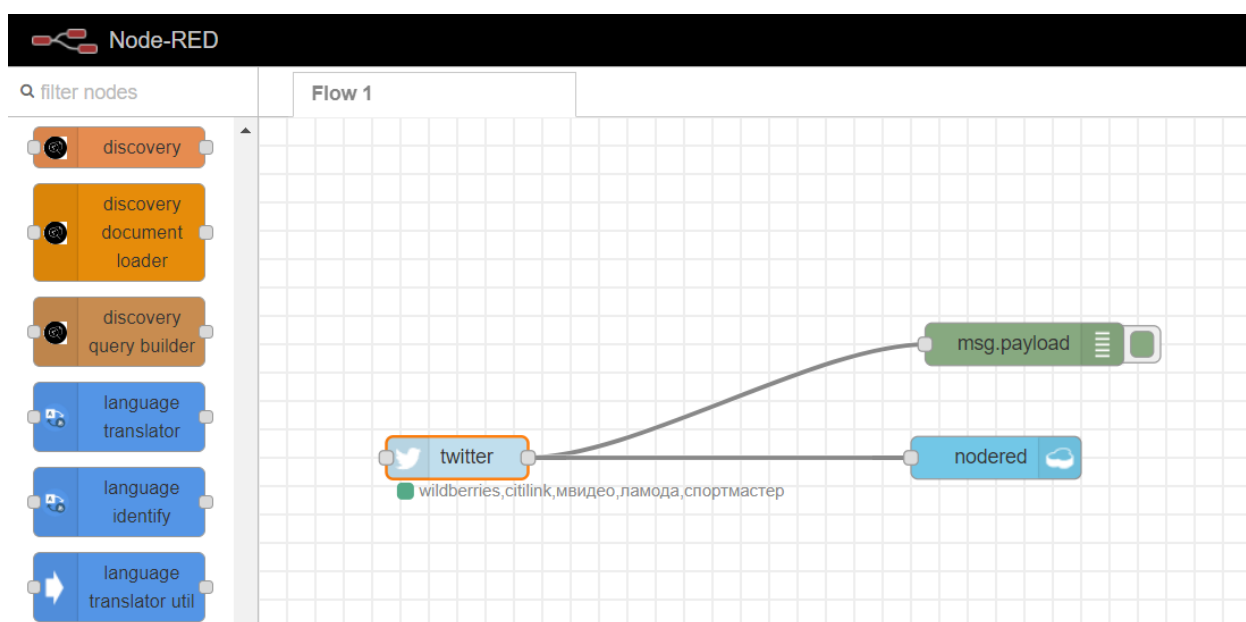 Node-RED
filter nodes
Flow 1
discovery
discovery
document
loader
discovery
query builder
language
translator
language
identify
language
translator util
msg.payload
twitter
nodered
wildberries,citilink,мвидео,ламода,спортмастер